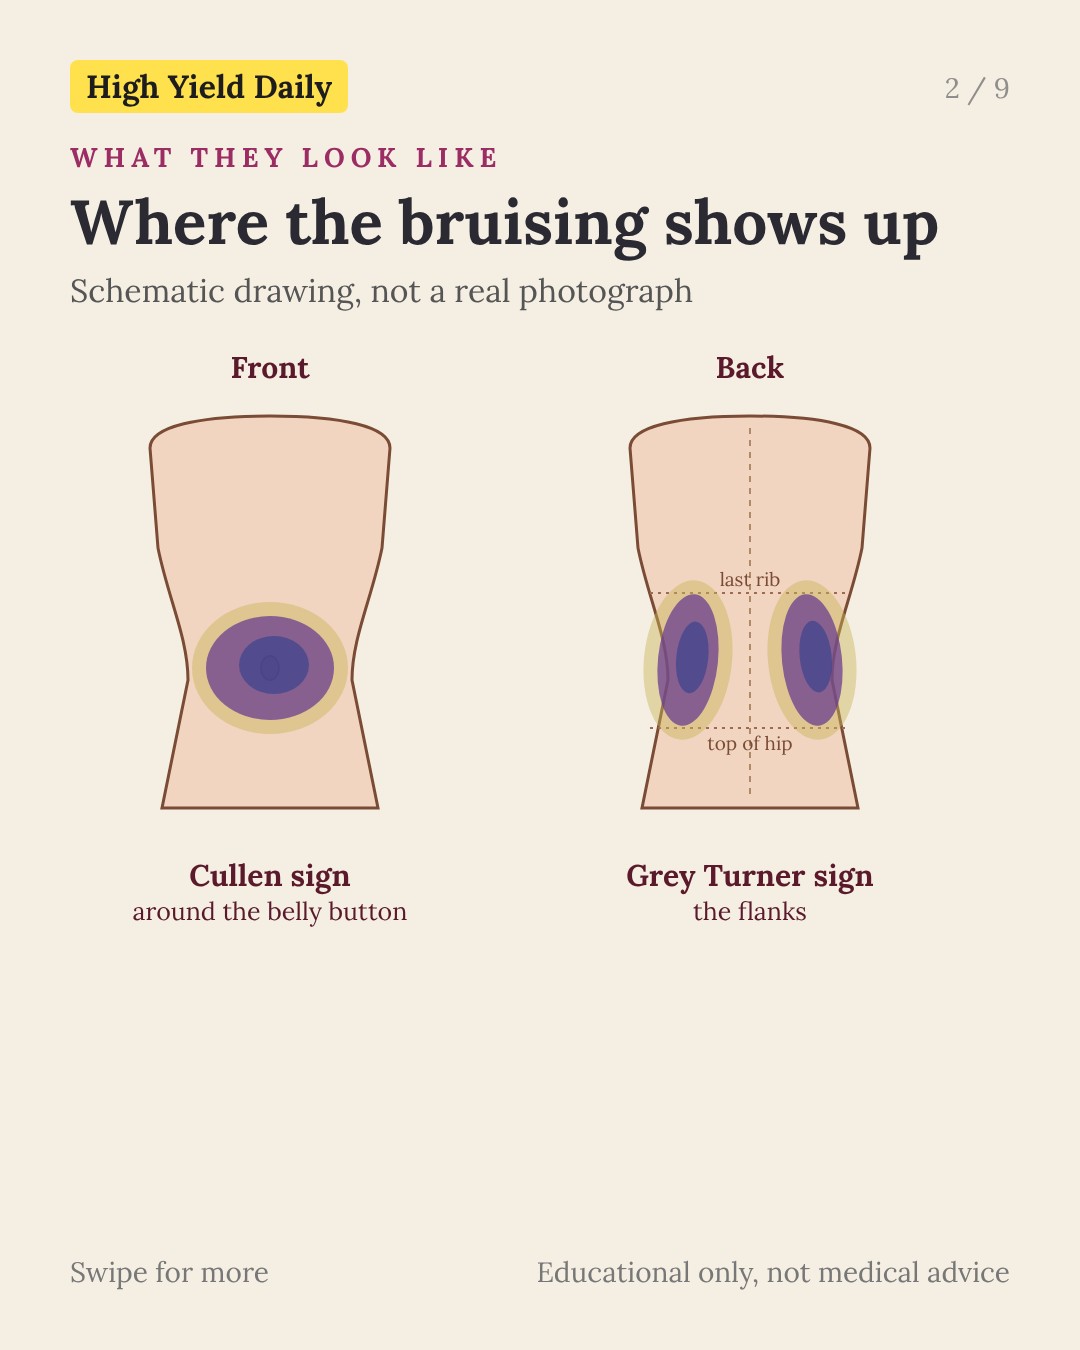 High Yield Daily
2 / 9
WHAT THEY LOOK LIKE
Where the bruising shows up
Schematic drawing, not a real photograph
Front
Back
last rib
top of hip
Cullen sign
around the belly button
Grey Turner sign
the flanks
Swipe for more
Educational only, not medical advice